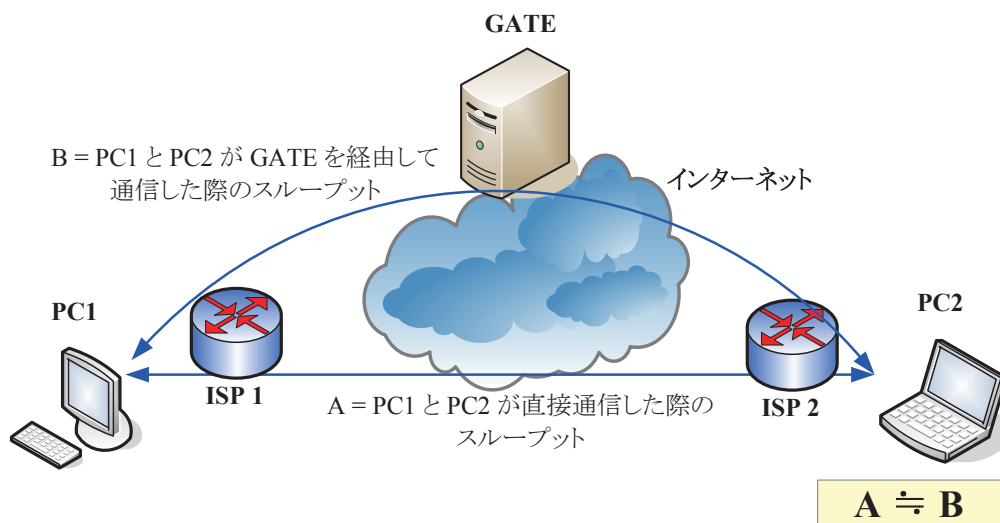 GATE
B = PC1 と PC2 が GATE を経由して
通信した際のスループット
インターネット
PC1
PC2
ISP 1
ISP 2
A = PC1 と PC2 が直接通信した際の
スループット
A ≒ B